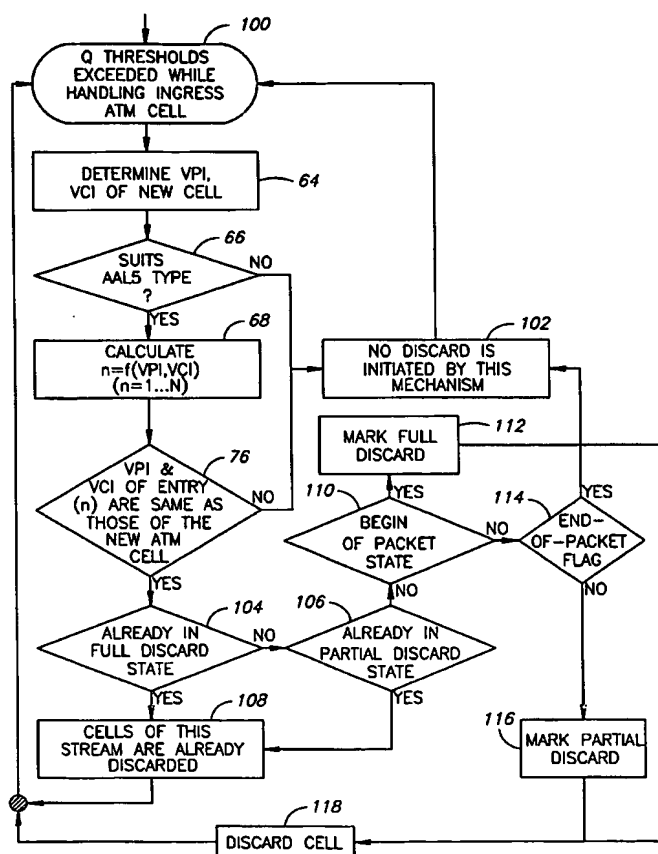 100
Q THRESHOLDS
EXCEEDED WHILE
HANDLING INGRESS
ATM CELL
DETERMINE VPI,
VCI OF NEW CELL
64
66
SUITS
AAL5 TYPE
?
NO
YES
68
CALCULATE
n=f(VPI,VCI)
(n=1...N)
102
NO DISCARD IS
INITIATED BY THIS
MECHANISM
112
MARK FULL
DISCARD
76
VPI &
VCI OF ENTRY
(n) ARE SAME AS
THOSE OF THE
NEW ATM
CELL
NO
YES
110
YES
BEGIN
OF PACKET
STATE
NO
NO
114
YES
END-
OF-PACKET
FLAG
NO
104
ALREADY IN
FULL DISCARD
STATE
NO
YES
106
ALREADY IN
PARTIAL DISCARD
STATE
YES
108
CELLS OF THIS
STREAM ARE ALREADY
DISCARDED
116
MARK PARTIAL
DISCARD
118
DISCARD CELL